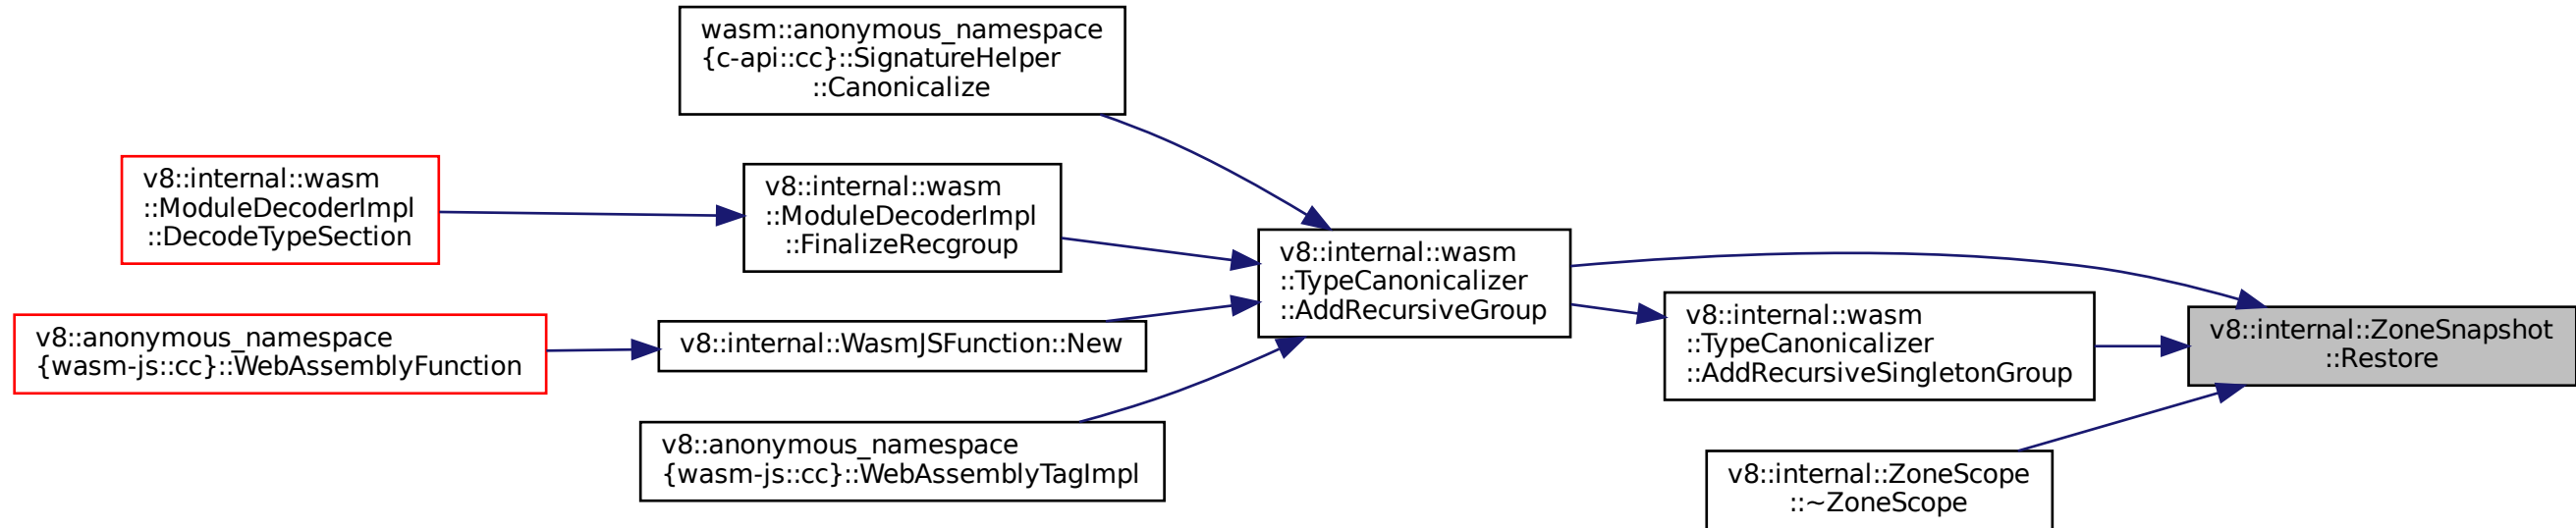 wasm::anonymous_namespace
{c-api::cc}::SignatureHelper
::Canonicalize
v8::internal::wasm
::ModuleDecoderImpl
::DecodeTypeSection
v8::internal::wasm
::ModuleDecoderImpl
::FinalizeRecgroup
v8::anonymous_namespace
{wasm-js::cc}::WebAssemblyFunction
v8::internal::WasmJSFunction::New
v8::anonymous_namespace
{wasm-js::cc}::WebAssemblyTagImpl
v8::internal::wasm
::TypeCanonicalizer
::AddRecursiveGroup
v8::internal::wasm
::TypeCanonicalizer
::AddRecursiveSingletonGroup
v8::internal::ZoneScope
::~ZoneScope
v8::internal::ZoneSnapshot
::Restore